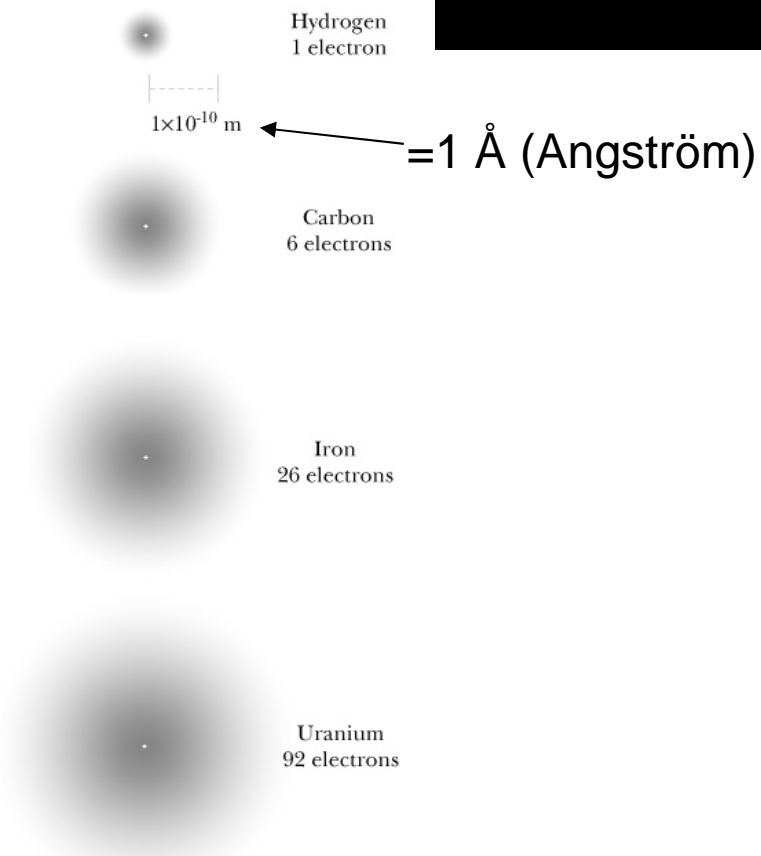 Hydrogen
1 electron
1×10⁻¹⁰ m
=1 Å (Angström)
Carbon
6 electrons
Iron
26 electrons
Uranium
92 electrons